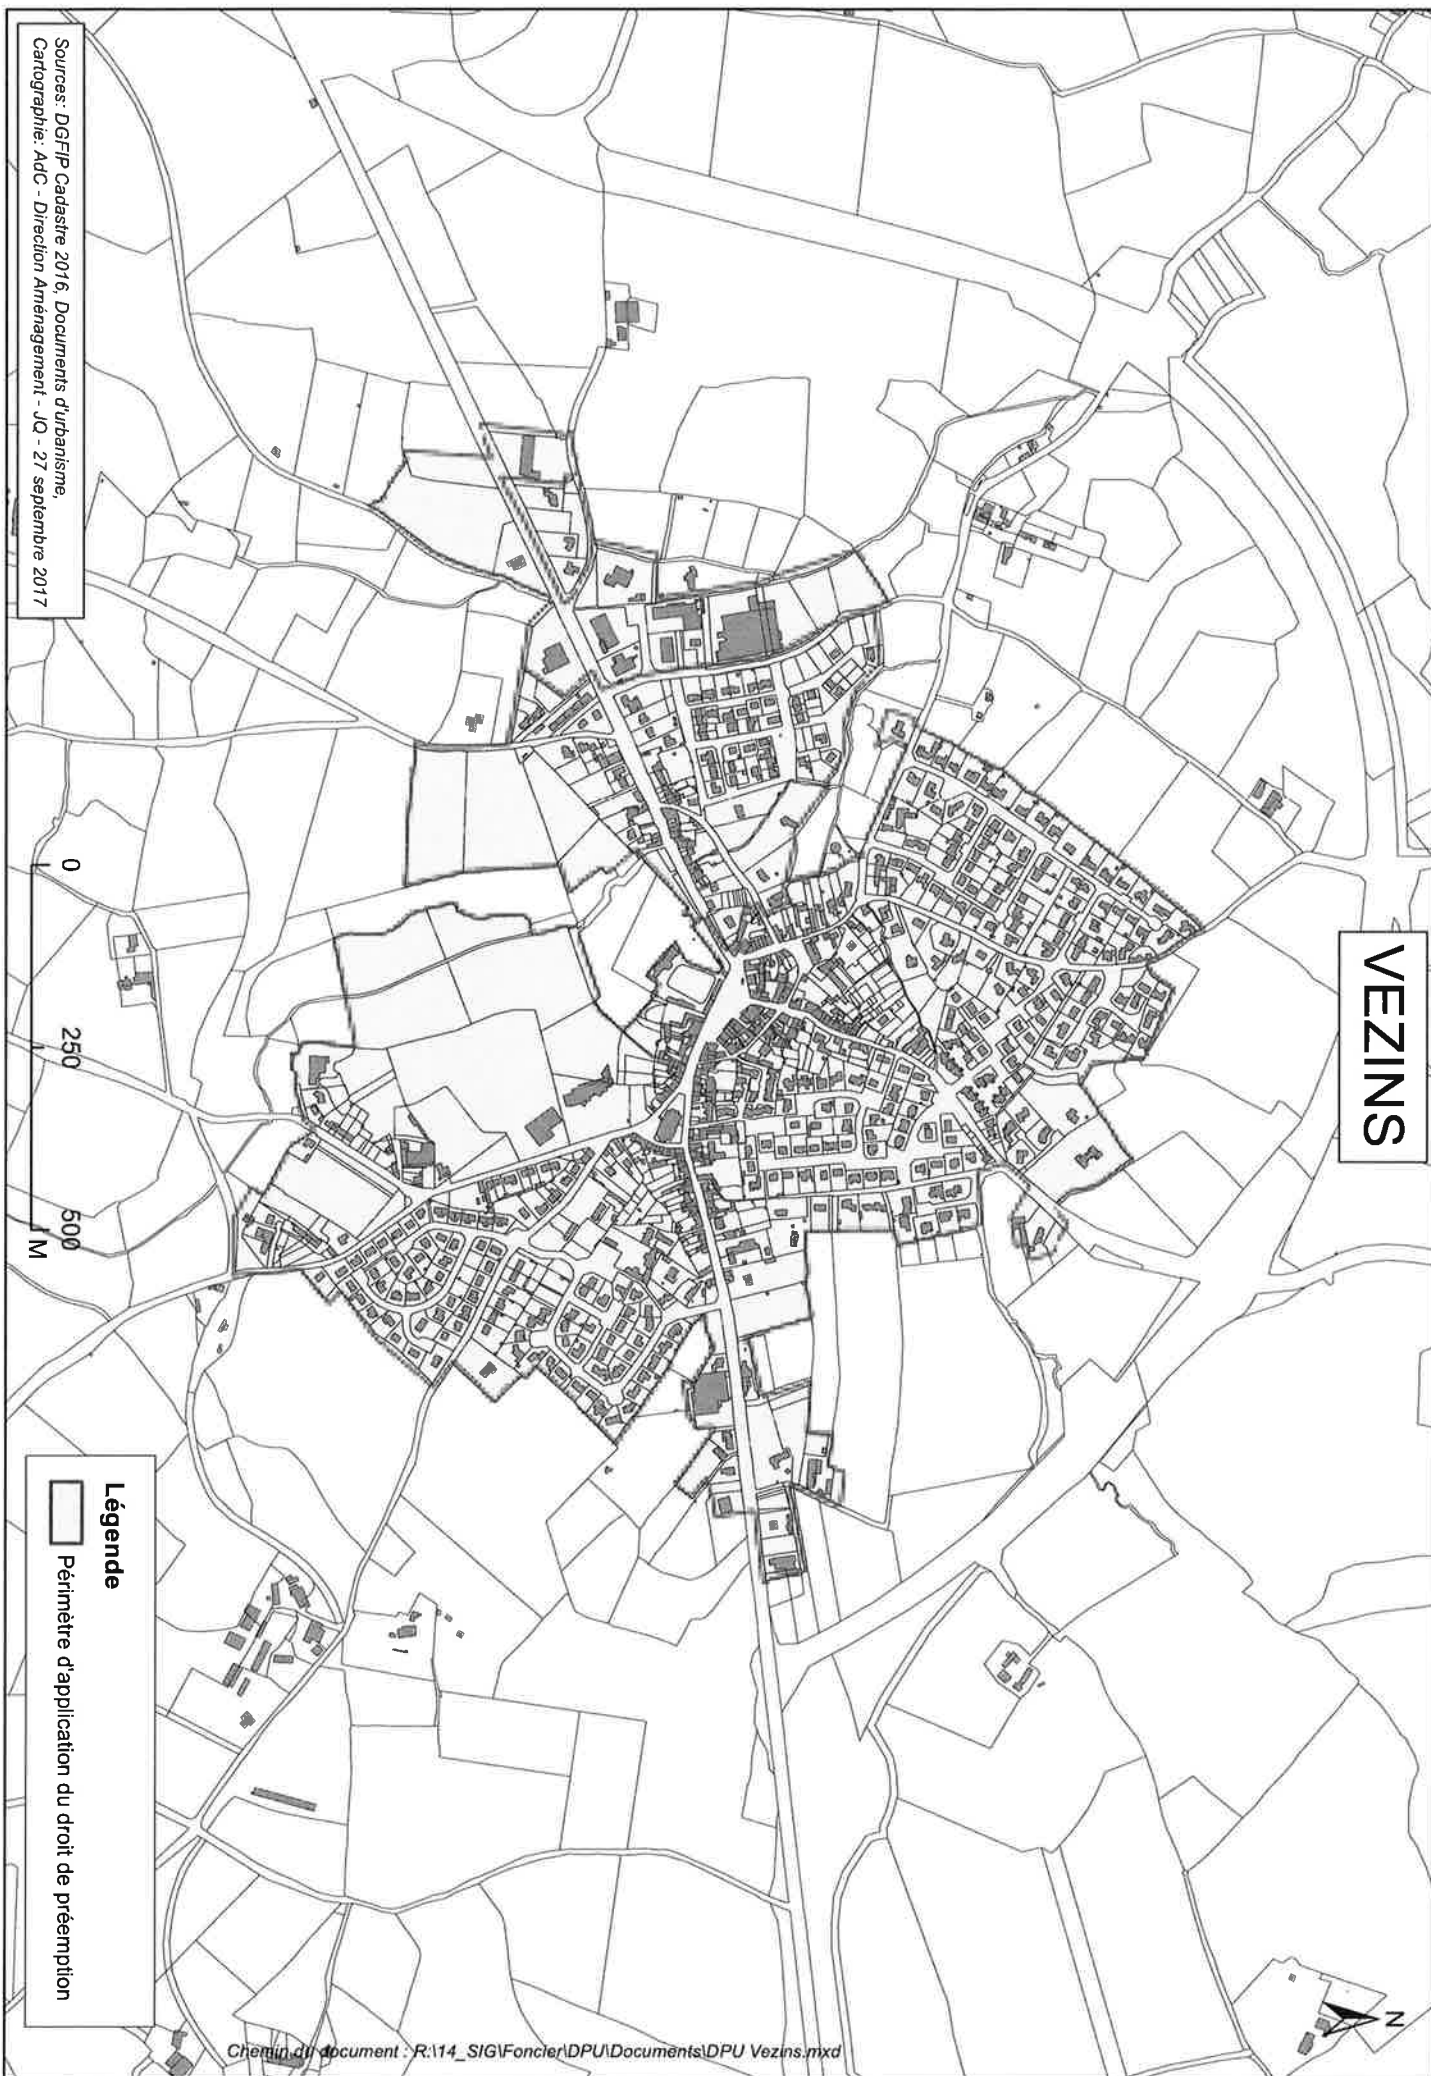 VEZINS
N
Légende
Périmètre d'application du droit de préemption
0 250 500
M
Sources: DGFIP Cadastre 2016, Documents d'urbanisme,
Cartographie: AdC - Direction Aménagement - JQ - 27 septembre 2017
Chemin du document : R:\14_SIG\Foncier\DPU\Documents\DPU Vezins.mxd